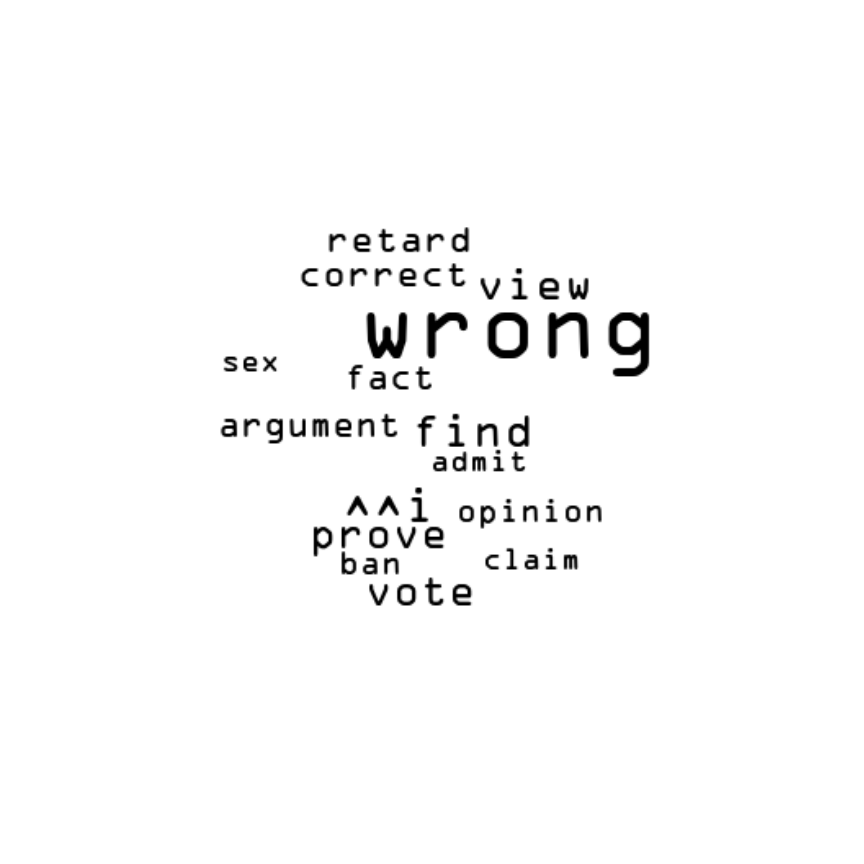 retard
correct
view
wrong
sex
fact
argument
find
admit
^^i
opinion
prove
ban
claim
vote